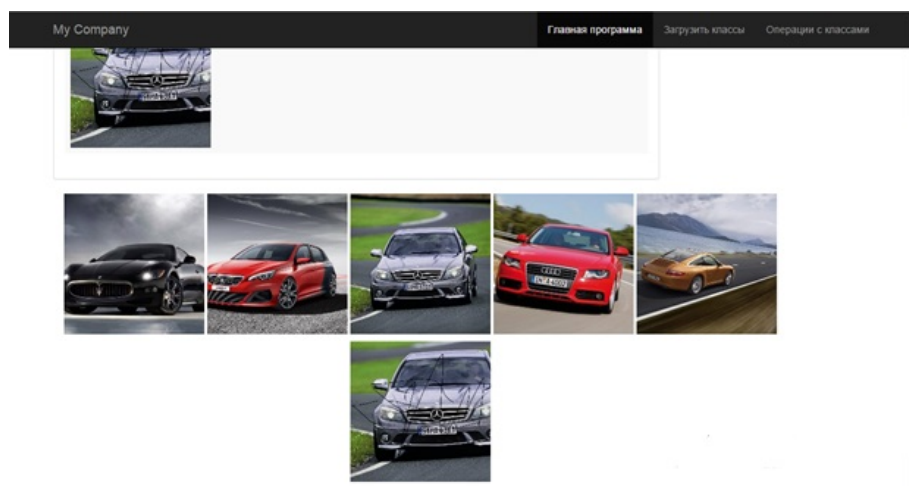 My Company
Главная программа
Загрузить классы
Операции с классами